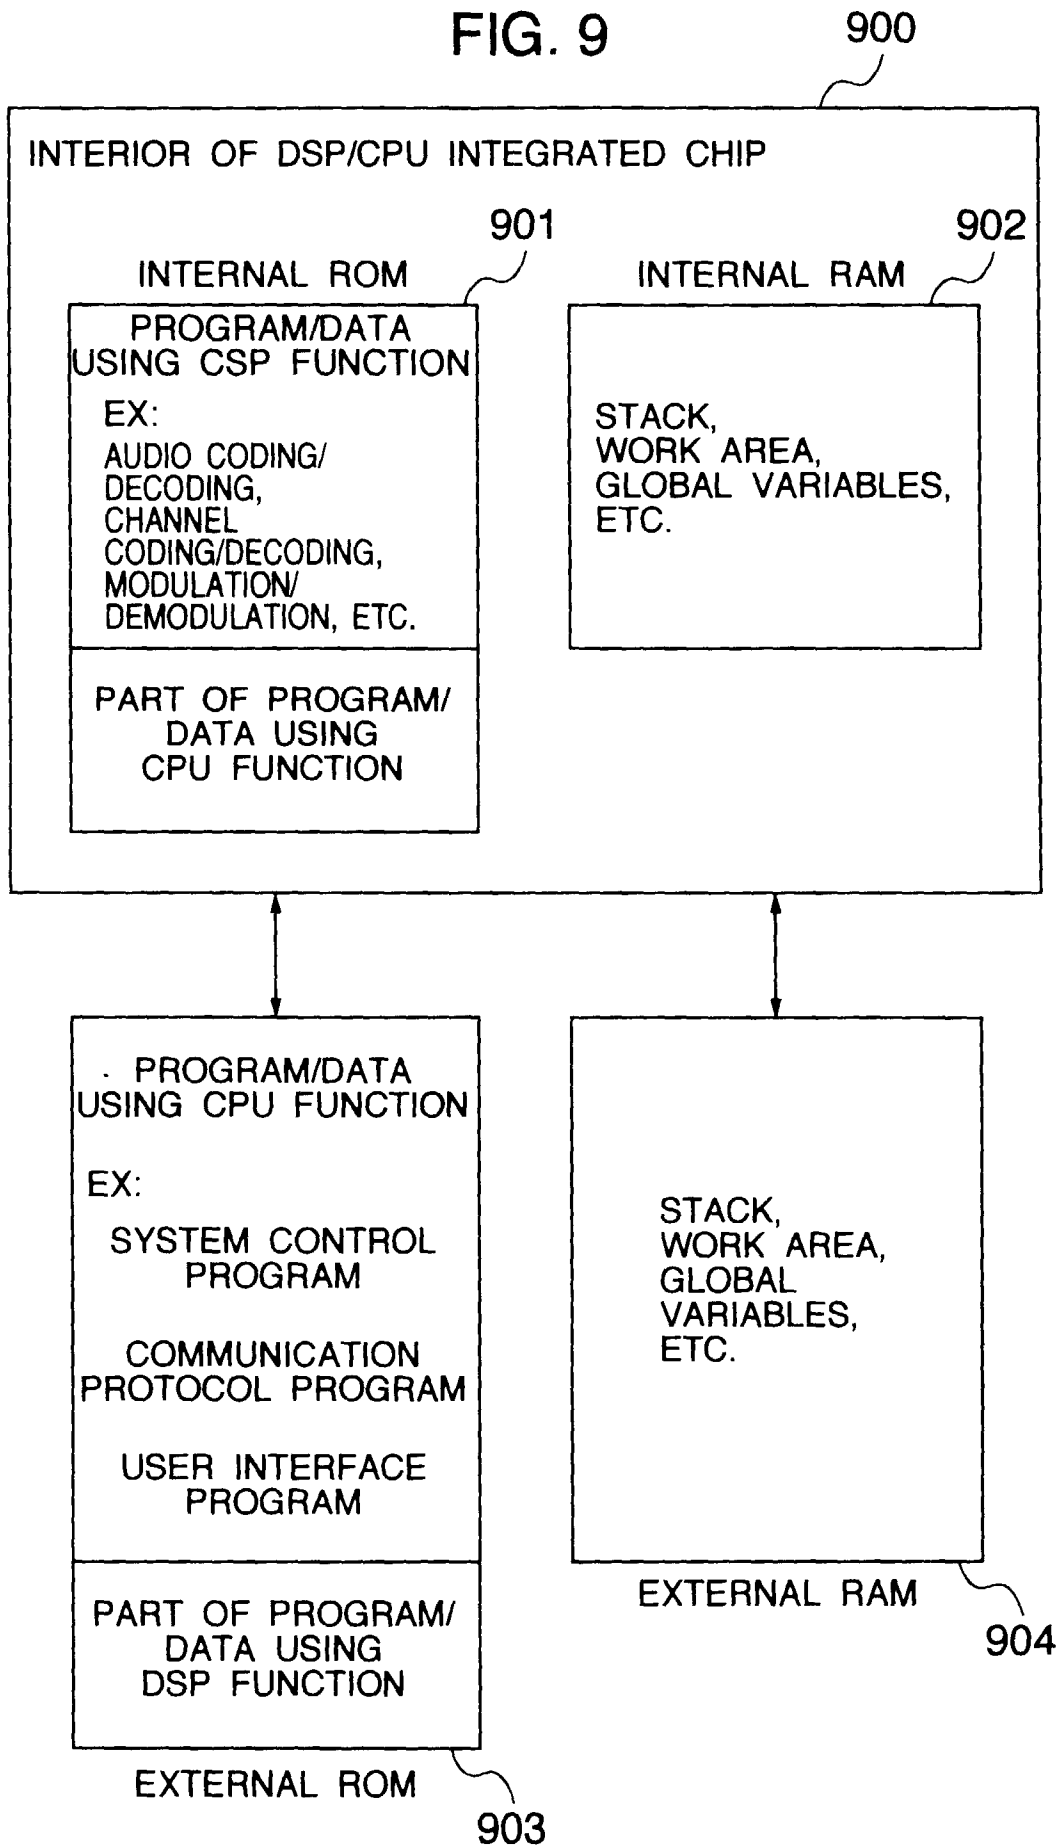 FIG. 9
900
INTERIOR OF DSP/CPU INTEGRATED CHIP
901
INTERNAL ROM
PROGRAM/DATA
USING CSP FUNCTION
EX:
AUDIO CODING/
DECODING,
CHANNEL
CODING/DECODING,
MODULATION/
DEMODULATION, ETC.
PART OF PROGRAM/
DATA USING
CPU FUNCTION
902
INTERNAL RAM
STACK,
WORK AREA,
GLOBAL VARIABLES,
ETC.
PROGRAM/DATA
USING CPU FUNCTION
EX:
SYSTEM CONTROL
PROGRAM
COMMUNICATION
PROTOCOL PROGRAM
USER INTERFACE
PROGRAM
PART OF PROGRAM/
DATA USING
DSP FUNCTION
EXTERNAL ROM
903
STACK,
WORK AREA,
GLOBAL
VARIABLES,
ETC.
EXTERNAL RAM
904